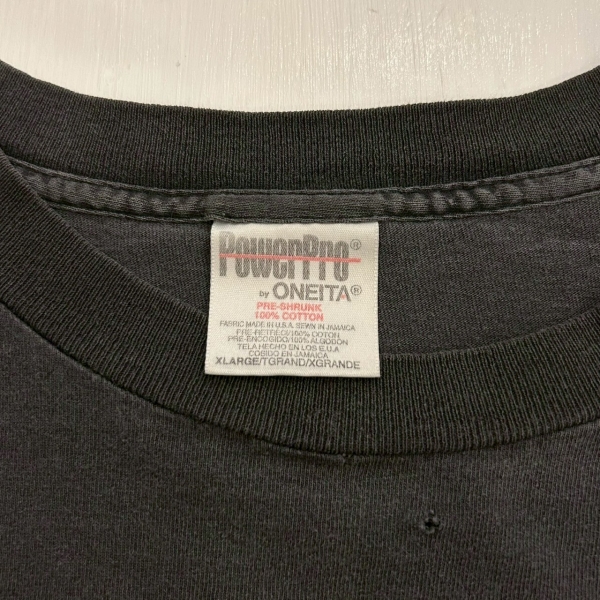 PowerPro®
by ONEITA®
PRE-SHRUNK
100% COTTON
FABRIC MADE IN U.S.A. SEWN IN JAMAICA
PRE-RETRECI/100% COTON
PRE-ENCOGIDO/100% ALGODON
TELA HECHO EN LOS E.U.A
COSIDO EN JAMAICA
XLARGE/TGRAND/XGRANDE